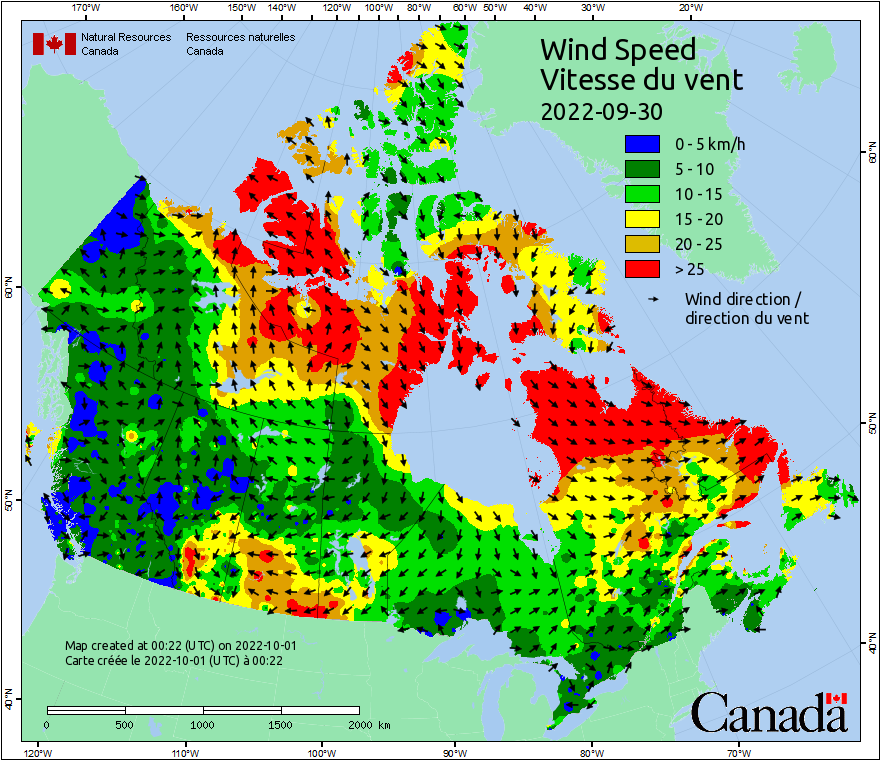 170°W 160°W 150°W 140°W 130°W 120°W 110°W 100°W 90°W 80°W 70°W 60°W 50°W 40°W 30°W 20°W
Natural Resources Ressources naturelles
Canada Canada
Wind Speed
Vitesse du vent
2022-09-30
0 - 5 km/h
5 - 10
10 - 15
15 - 20
20 - 25
> 25
Wind direction /
direction du vent
60°N 60°N
50°N
50°N
40°N
40°N
Map created at 00:22 (UTC) on 2022-10-01
Carte créée le 2022-10-01 (UTC) à 00:22
0 500 1000 1500 2000 km
Canada
120°W 110°W 100°W 90°W 80°W 70°W